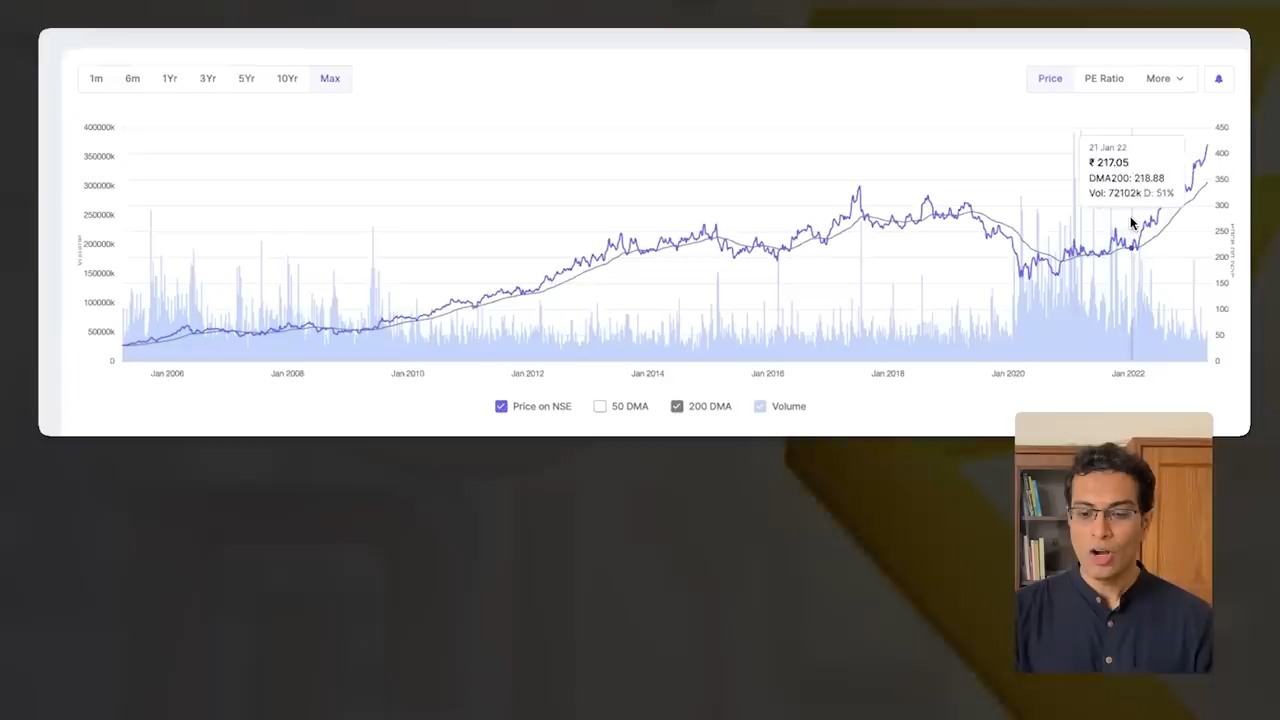 1m 6m 1Yr 3Yr 5Yr 10Yr Max
Price PE Ratio More
400000k
350000k
300000k
250000k
200000k
150000k
100000k
50000k
0
450
400
350
300
250
200
150
100
50
0
21 Jan 22
₹ 217.05
DMA200: 218.88
Vol: 72102k D: 51%
Jan 2006 Jan 2008 Jan 2010 Jan 2012 Jan 2014 Jan 2016 Jan 2018 Jan 2020 Jan 2022
Price on NSE 50 DMA 200 DMA Volume